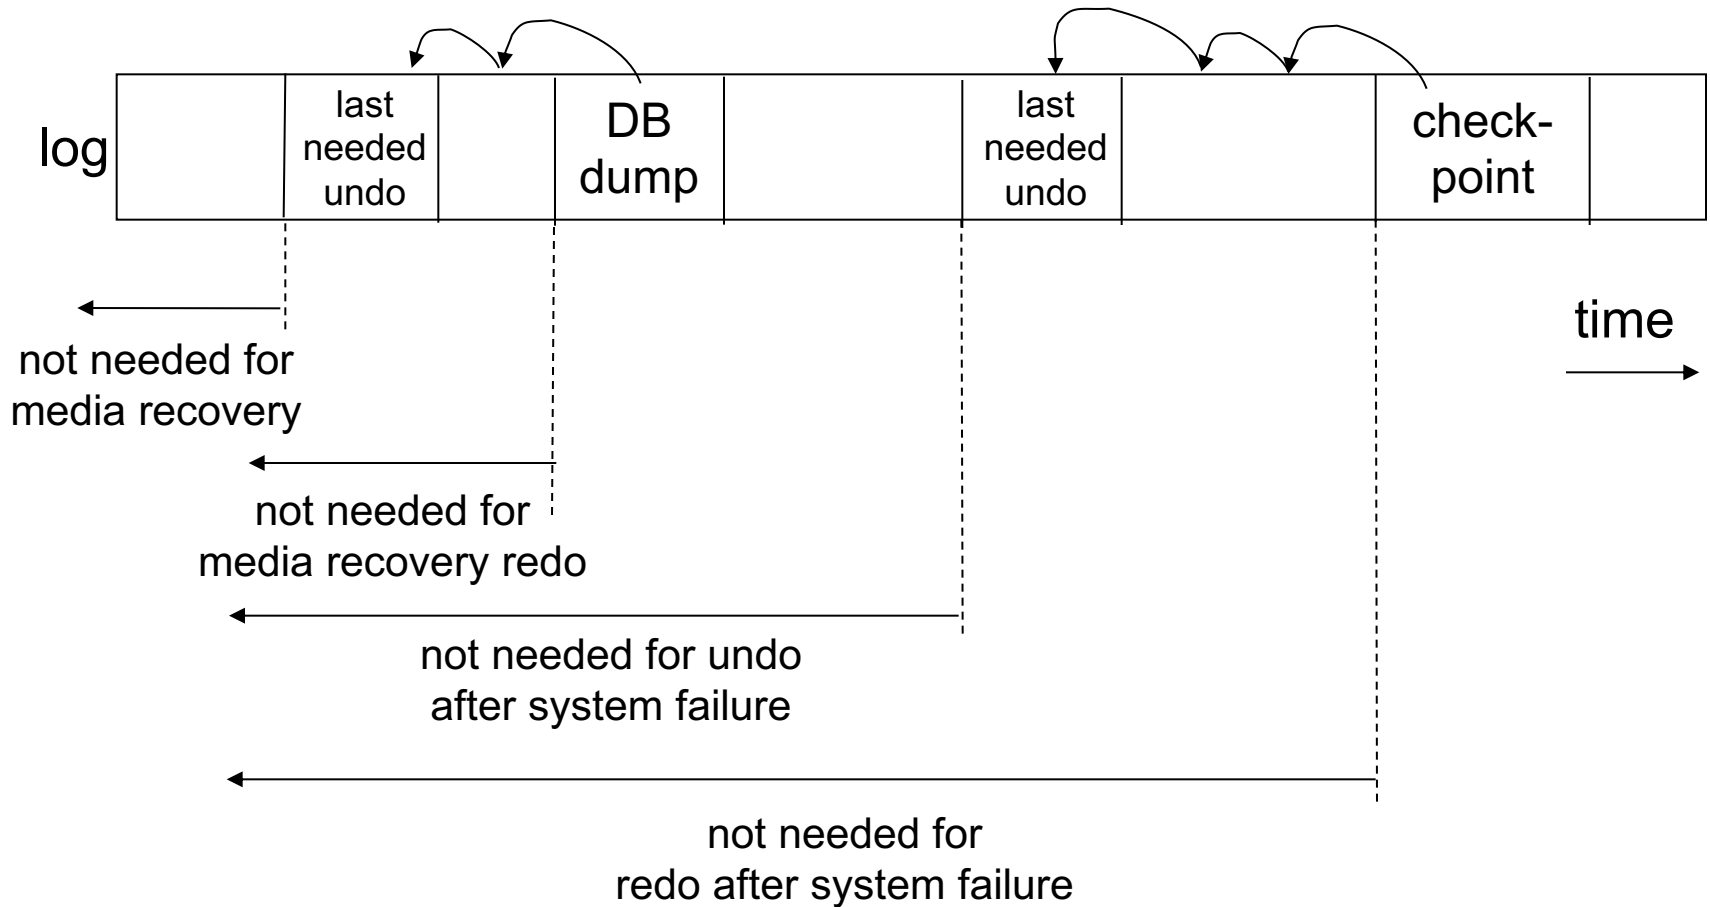 log
last
needed
undo
DB
dump
last
needed
undo
check-
point
time
not needed for
media recovery
not needed for
media recovery redo
not needed for undo
after system failure
not needed for
redo after system failure